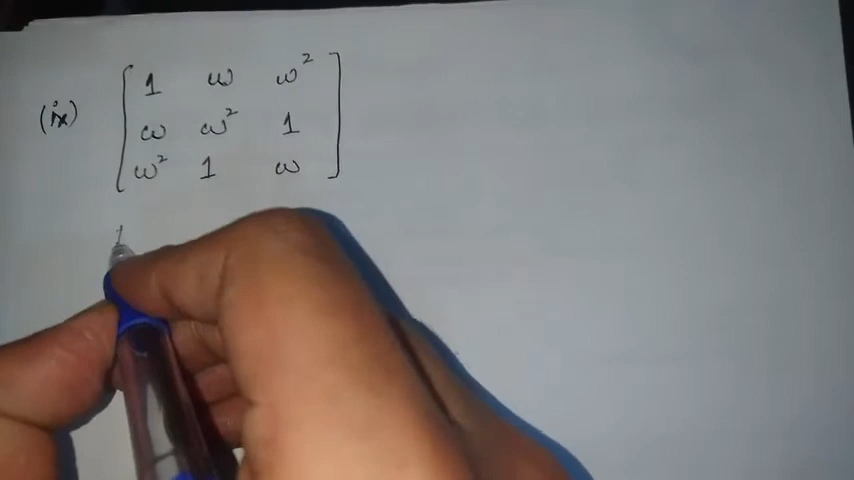 (ix) [ 1 ω ω² ]
[ ω ω² 1 ]
[ ω² 1 ω ]